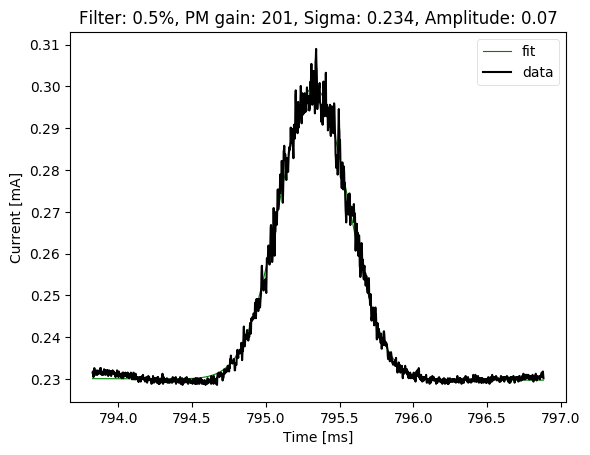 Filter: 0.5%, PM gain: 201, Sigma: 0.234, Amplitude: 0.07
fit
data
0.31
0.30
0.29
0.28
0.27
0.26
0.25
0.24
0.23
Current [mA]
794.0 794.5 795.0 795.5 796.0 796.5 797.0
Time [ms]